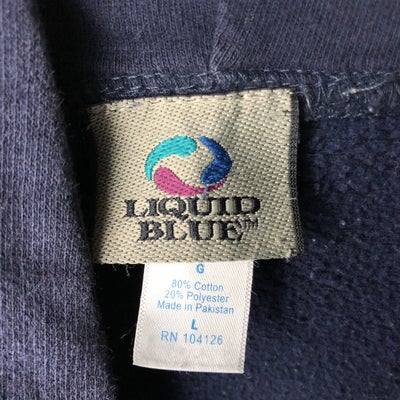 LIQUID
BLUE™
G
80% Cotton
20% Polyester
Made in Pakistan
L
RN 104126